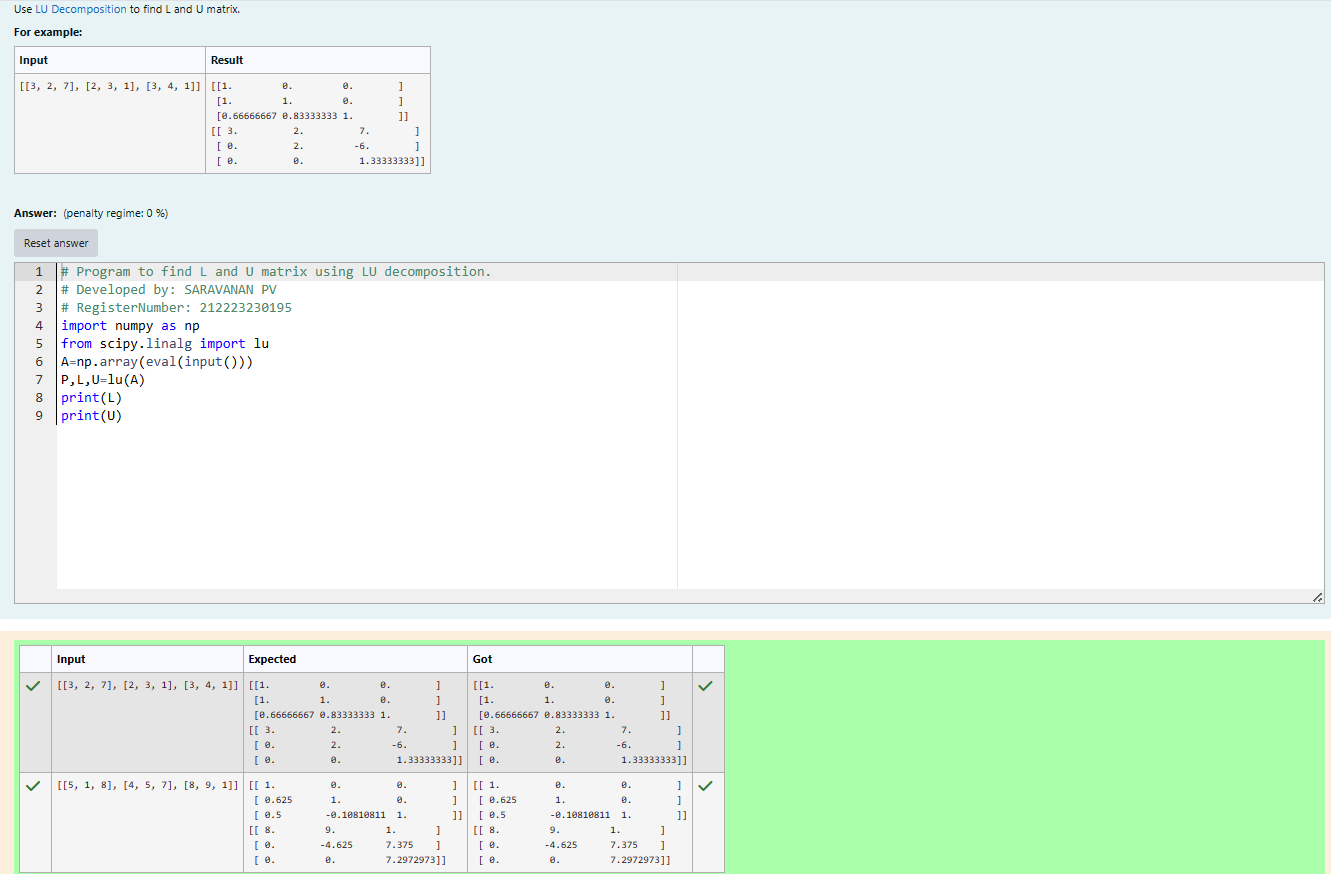 Use LU Decomposition to find L and U matrix.
For example:
Input Result
[[3, 2, 7], [2, 3, 1], [3, 4, 1]] [[1. 0. 0. ]
[1. 1. 0. ]
[0.66666667 0.83333333 1. ]]
[[ 3. 2. 7. ]
[ 0. 2. -6. ]
[ 0. 0. 1.33333333]]
Answer: (penalty regime: 0 %)
Reset answer
1 # Program to find L and U matrix using LU decomposition.
2 # Developed by: SARAVANAN PV
3 # RegisterNumber: 212223230195
4 import numpy as np
5 from scipy.linalg import lu
6 A=np.array(eval(input()))
7 P,L,U=lu(A)
8 print(L)
9 print(U)
Input Expected Got
[[3, 2, 7], [2, 3, 1], [3, 4, 1]] [[1. 0. 0. ] [[1. 0. 0. ]
[1. 1. 0. ] [1. 1. 0. ]
[0.66666667 0.83333333 1. ]] [0.66666667 0.83333333 1. ]]
[[ 3. 2. 7. ] [[ 3. 2. 7. ]
[ 0. 2. -6. ] [ 0. 2. -6. ]
[ 0. 0. 1.33333333]] [ 0. 0. 1.33333333]]
[[5, 1, 8], [4, 5, 7], [8, 9, 1]] [[ 1. 0. 0. ] [[ 1. 0. 0. ]
[ 0.625 1. 0. ] [ 0.625 1. 0. ]
[ 0.5 -0.10810811 1. ]] [ 0.5 -0.10810811 1. ]]
[[ 8. 9. 1. ] [[ 8. 9. 1. ]
[ 0. -4.625 7.375 ] [ 0. -4.625 7.375 ]
[ 0. 0. 7.2972973]] [ 0. 0. 7.2972973]]